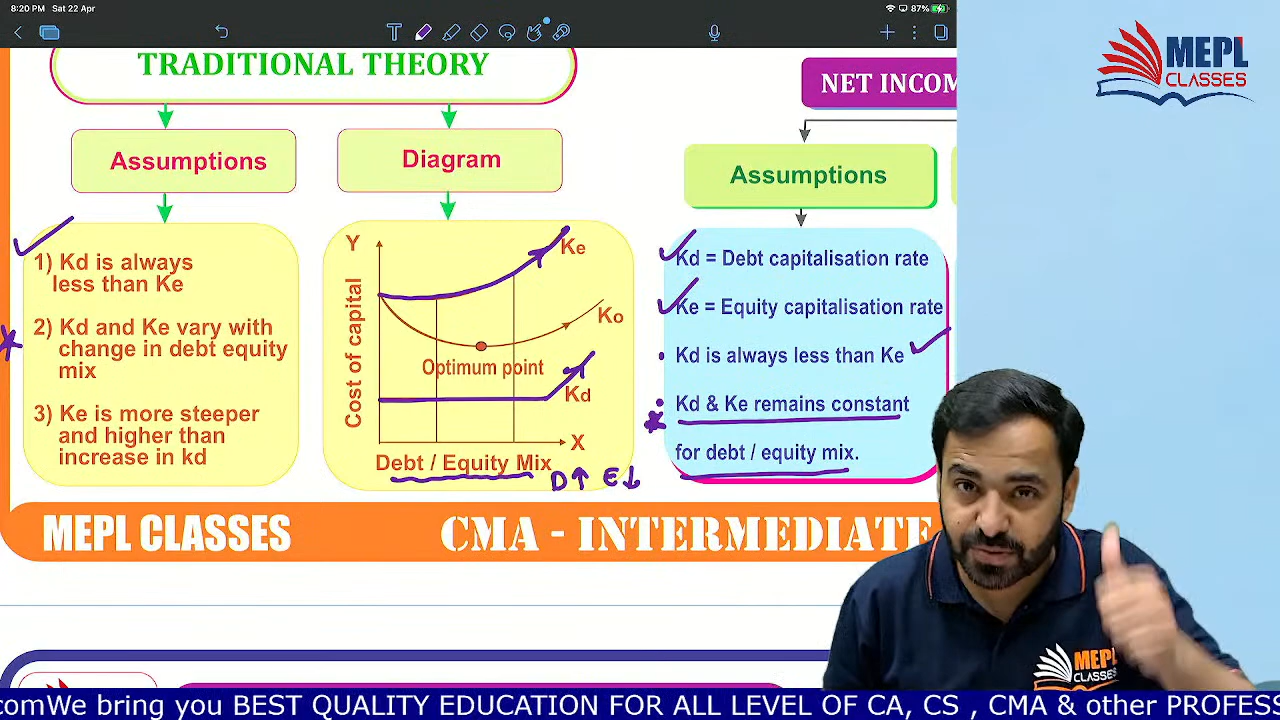 8:20 PM Sat 22 Apr
87%
T
MEPL
CLASSES
TRADITIONAL THEORY
NET INCOM
Assumptions
Diagram
Assumptions
1) Kd is always
less than Ke
2) Kd and Ke vary with
change in debt equity
mix
3) Ke is more steeper
and higher than
increase in kd
Y
Cost of capital
Ke
Ko
Optimum point
Kd
X
Debt / Equity Mix
D↑ E↓
Kd = Debt capitalisation rate
Ke = Equity capitalisation rate
Kd is always less than Ke
Kd & Ke remains constant
for debt / equity mix.
MEPL CLASSES
CMA - INTERMEDIATE
MEPL
CLASSES
comWe bring you BEST QUALITY EDUCATION FOR ALL LEVEL OF CA, CS , CMA & other PROFESS